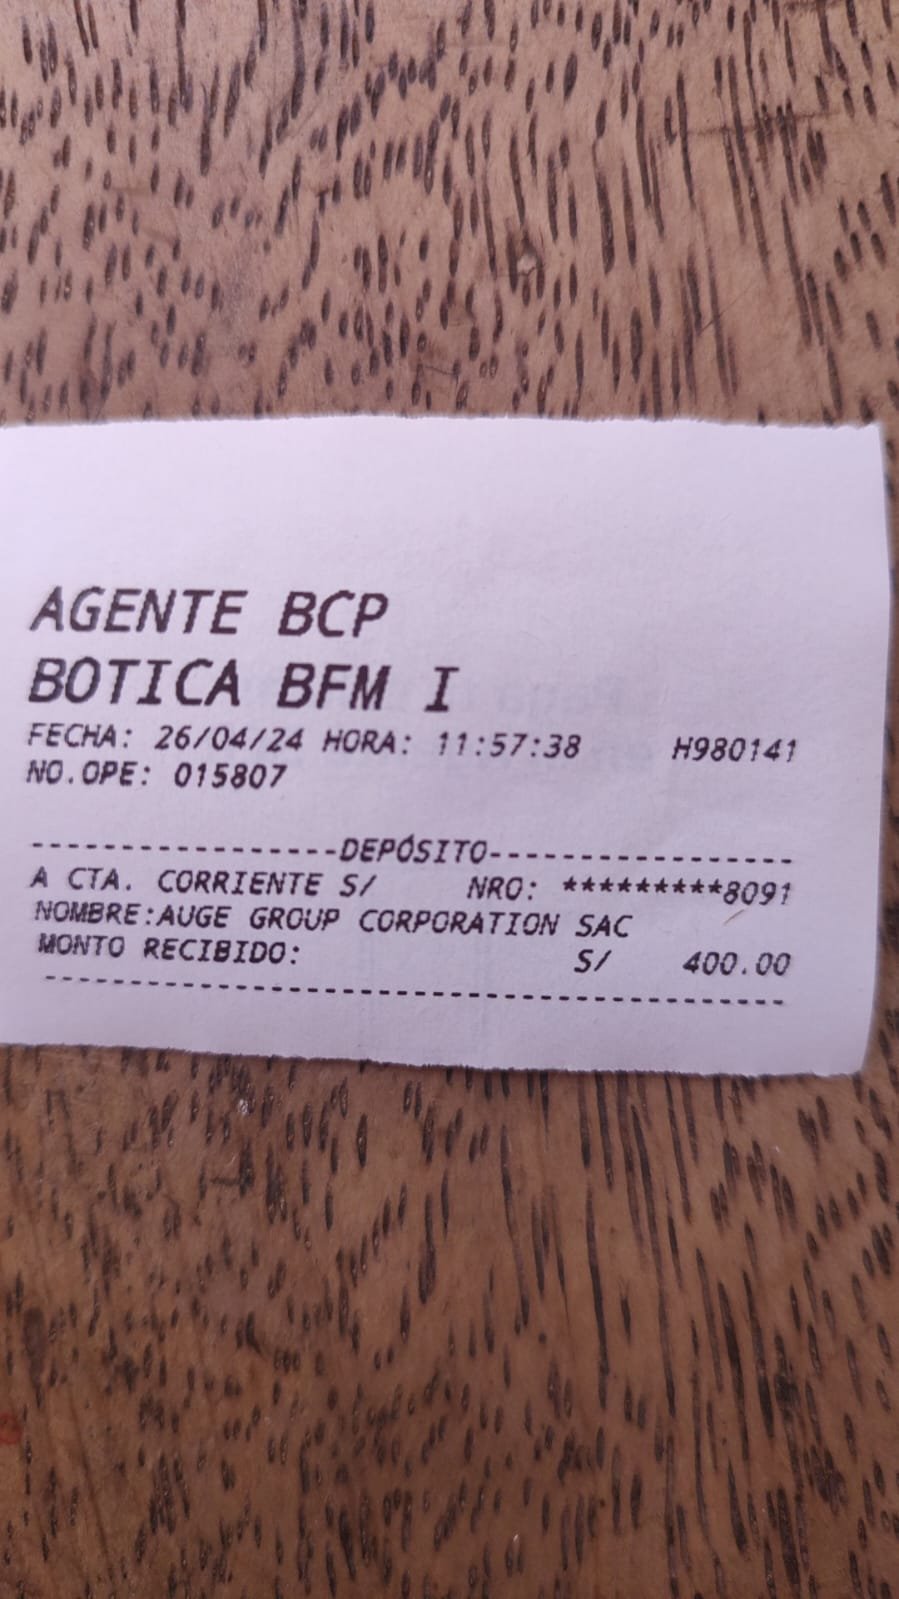 AGENTE BCP
BOTICA BFM I
FECHA: 26/04/24 HORA: 11:57:38 H980141
NO.OPE: 015807
------------------DEPÓSITO------------------
A CTA. CORRIENTE S/ NRO: *********8091
NOMBRE:AUGE GROUP CORPORATION SAC
MONTO RECIBIDO: S/ 400.00
--------------------------------------------